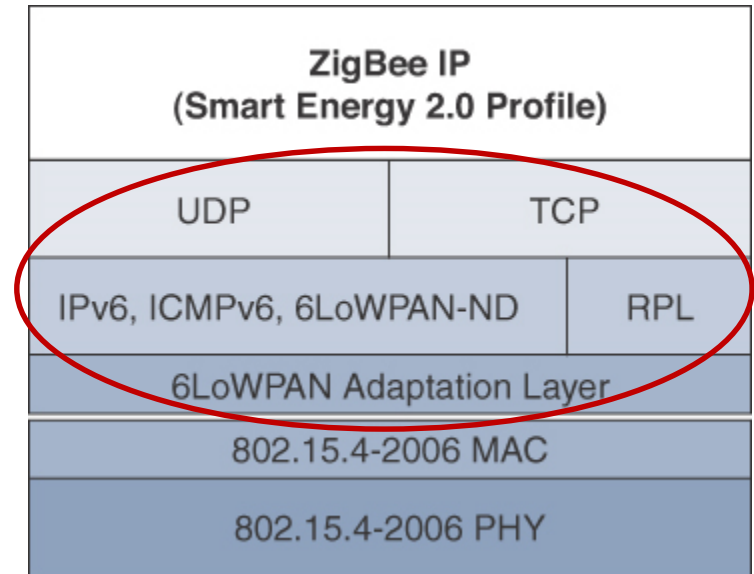 ZigBee IP
(Smart Energy 2.0 Profile)
UDP TCP
IPv6, ICMPv6, 6LoWPAN-ND RPL
6LoWPAN Adaptation Layer
802.15.4-2006 MAC
802.15.4-2006 PHY